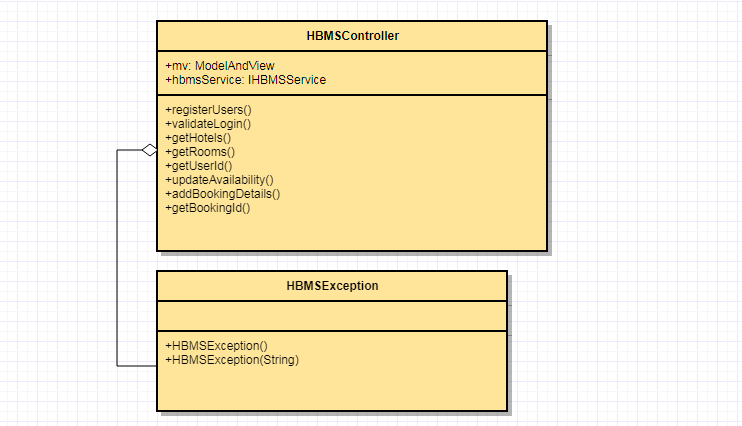 HBMSController
+mv: ModelAndView
+hbmsService: IHBMSService
+registerUsers()
+validateLogin()
+getHotels()
+getRooms()
+getUserId()
+updateAvailability()
+addBookingDetails()
+getBookingId()
HBMSException
+HBMSException()
+HBMSException(String)